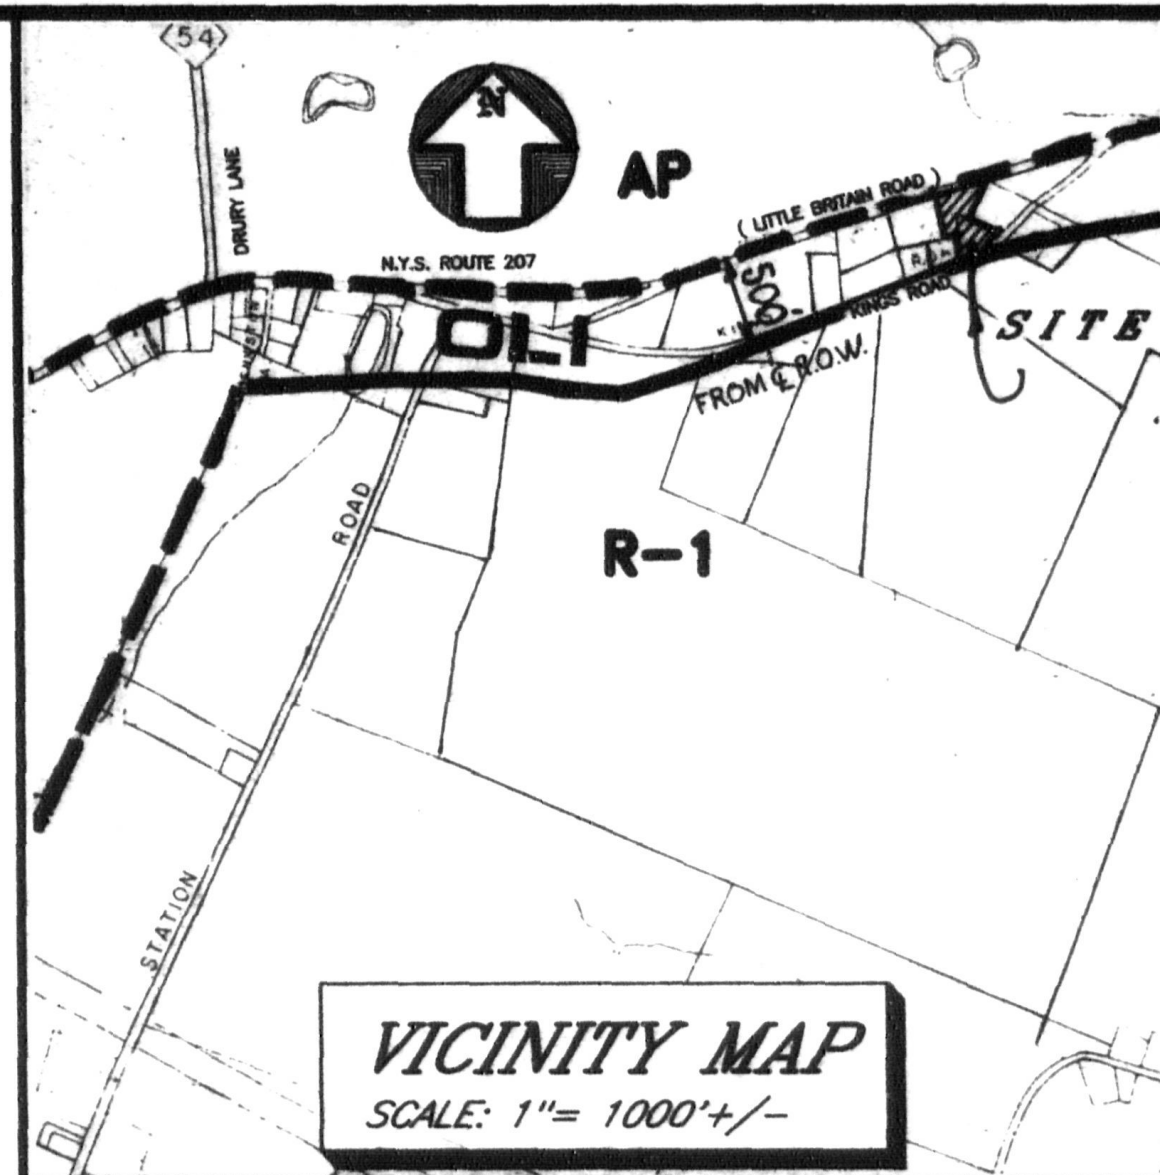 54
N
DRURY LANE
AP
( LITTLE BRITAIN ROAD )
N.Y.S. ROUTE 207
500'
R.O.W.
KINGS ROAD
OLI
SITE
FROM ℄ R.O.W.
ROAD
R-1
STATION
VICINITY MAP
SCALE: 1"= 1000'+/-